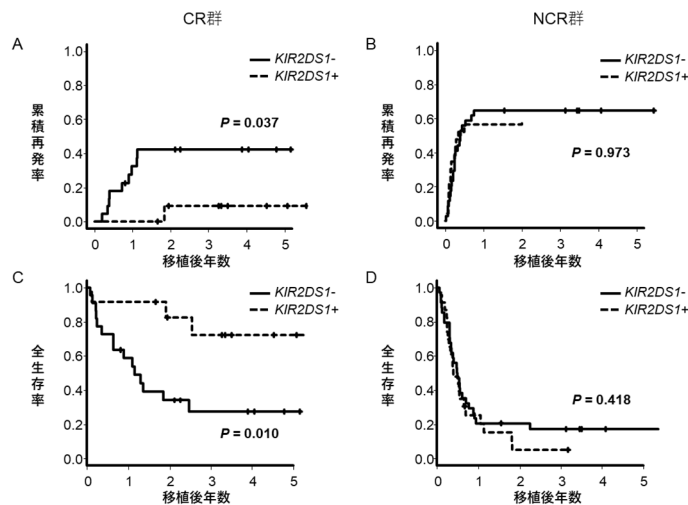 CR群
NCR群
A
KIR2DS1-
KIR2DS1+
P = 0.037
累積再発率
1.0
0.8
0.6
0.4
0.2
0.0
0 1 2 3 4 5
移植後年数
B
KIR2DS1-
KIR2DS1+
P = 0.973
累積再発率
1.0
0.8
0.6
0.4
0.2
0.0
0 1 2 3 4 5
移植後年数
C
KIR2DS1-
KIR2DS1+
P = 0.010
全生存率
1.0
0.8
0.6
0.4
0.2
0.0
0 1 2 3 4 5
移植後年数
D
KIR2DS1-
KIR2DS1+
P = 0.418
全生存率
1.0
0.8
0.6
0.4
0.2
0.0
0 1 2 3 4 5
移植後年数